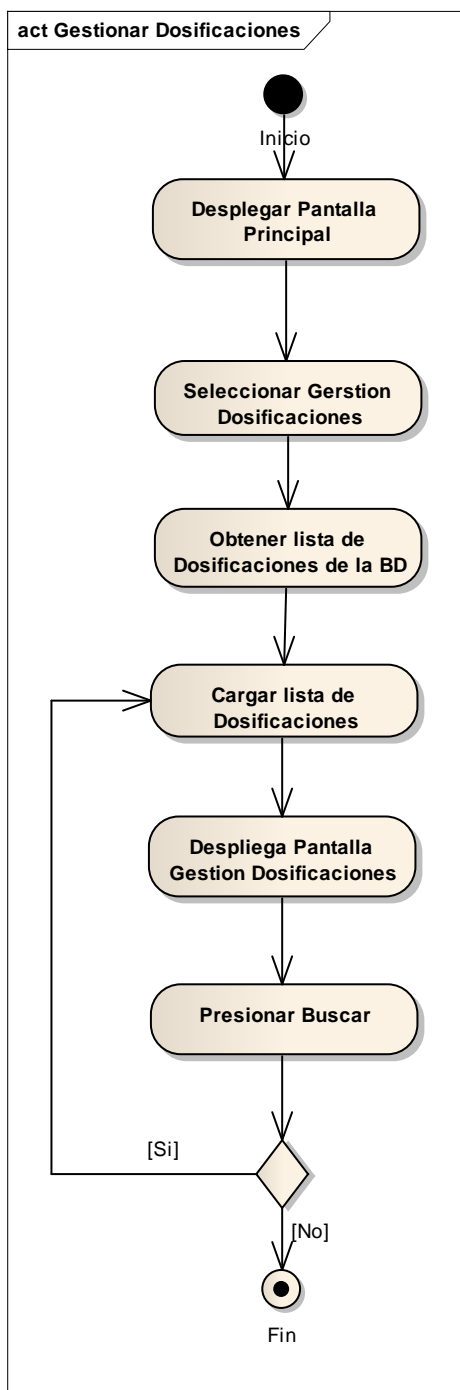 act Gestionar Dosificaciones
Inicio
Desplegar Pantalla
Principal
Seleccionar Gerstion
Dosificaciones
Obtener lista de
Dosificaciones de la BD
Cargar lista de
Dosificaciones
Despliega Pantalla
Gestion Dosificaciones
Presionar Buscar
[Si]
[No]
Fin